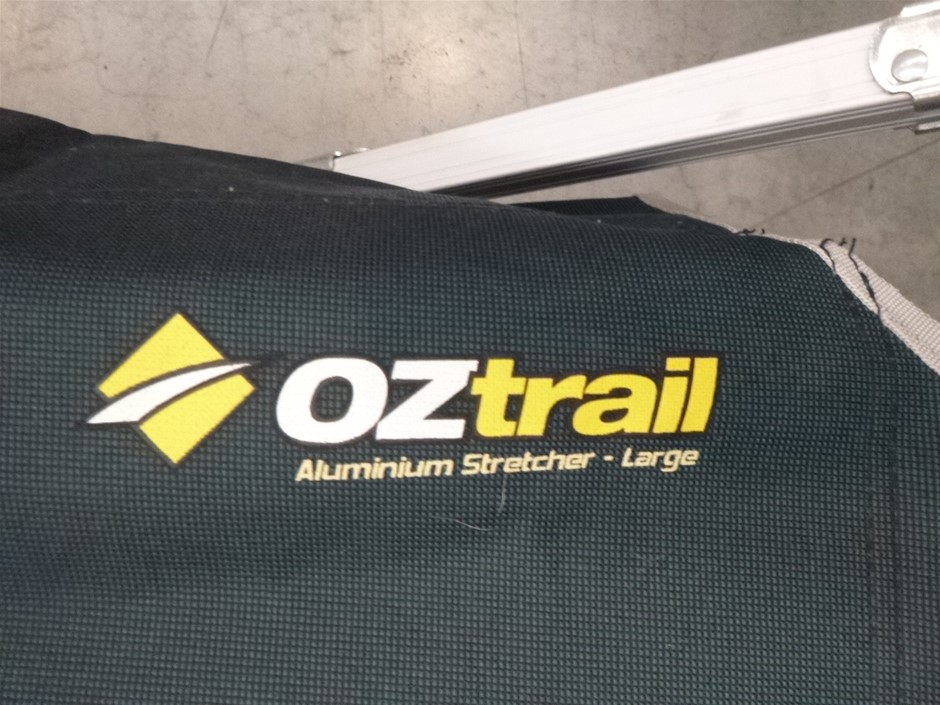 OZtrail
Aluminium Stretcher - Large